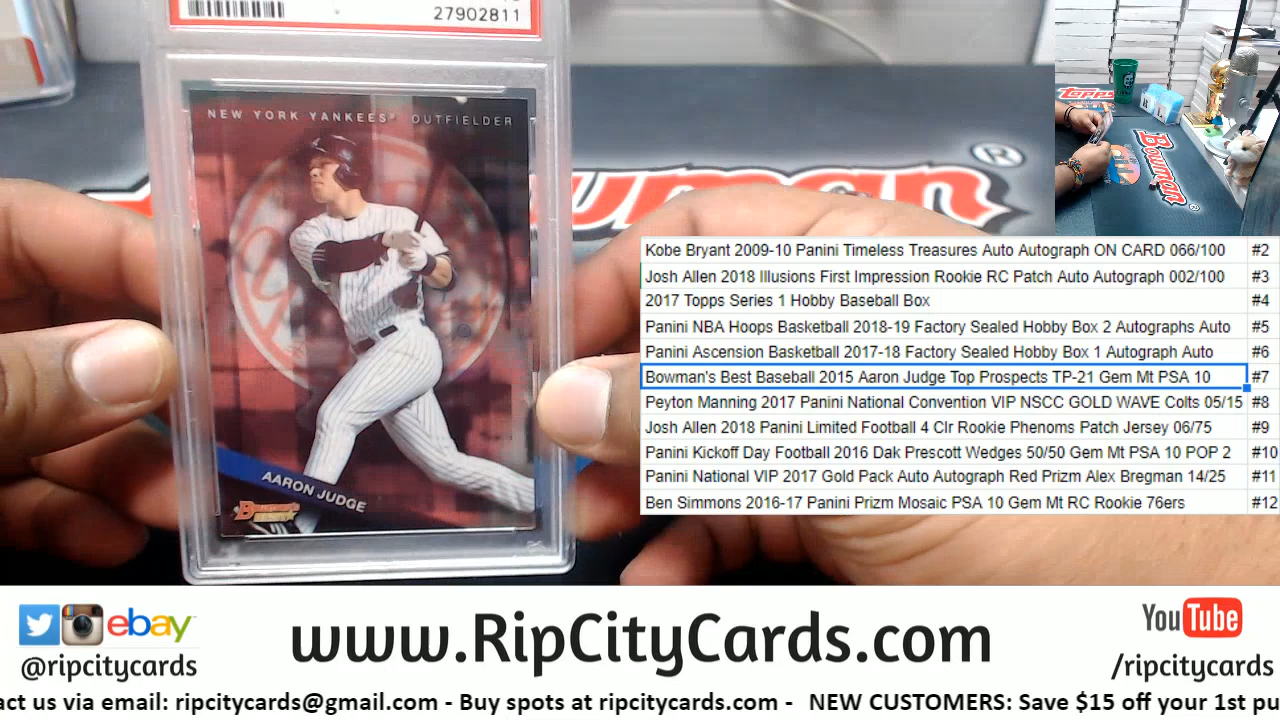 27902811
NEW YORK YANKEES® OUTFIELDER
Bowman ®
AARON JUDGE
Bowman's BEST
topps
Bowman ®
Kobe Bryant 2009-10 Panini Timeless Treasures Auto Autograph ON CARD 066/100 #2
Josh Allen 2018 Illusions First Impression Rookie RC Patch Auto Autograph 002/100 #3
2017 Topps Series 1 Hobby Baseball Box #4
Panini NBA Hoops Basketball 2018-19 Factory Sealed Hobby Box 2 Autographs Auto #5
Panini Ascension Basketball 2017-18 Factory Sealed Hobby Box 1 Autograph Auto #6
Bowman's Best Baseball 2015 Aaron Judge Top Prospects TP-21 Gem Mt PSA 10 #7
Peyton Manning 2017 Panini National Convention VIP NSCC GOLD WAVE Colts 05/15 #8
Josh Allen 2018 Panini Limited Football 4 Clr Rookie Phenoms Patch Jersey 06/75 #9
Panini Kickoff Day Football 2016 Dak Prescott Wedges 50/50 Gem Mt PSA 10 POP 2 #10
Panini National VIP 2017 Gold Pack Auto Autograph Red Prizm Alex Bregman 14/25 #11
Ben Simmons 2016-17 Panini Prizm Mosaic PSA 10 Gem Mt RC Rookie 76ers #12
ebay
@ripcitycards
www.RipCityCards.com
YouTube
/ripcitycards
act us via email: ripcitycards@gmail.com - Buy spots at ripcitycards.com - NEW CUSTOMERS: Save $15 off your 1st pu